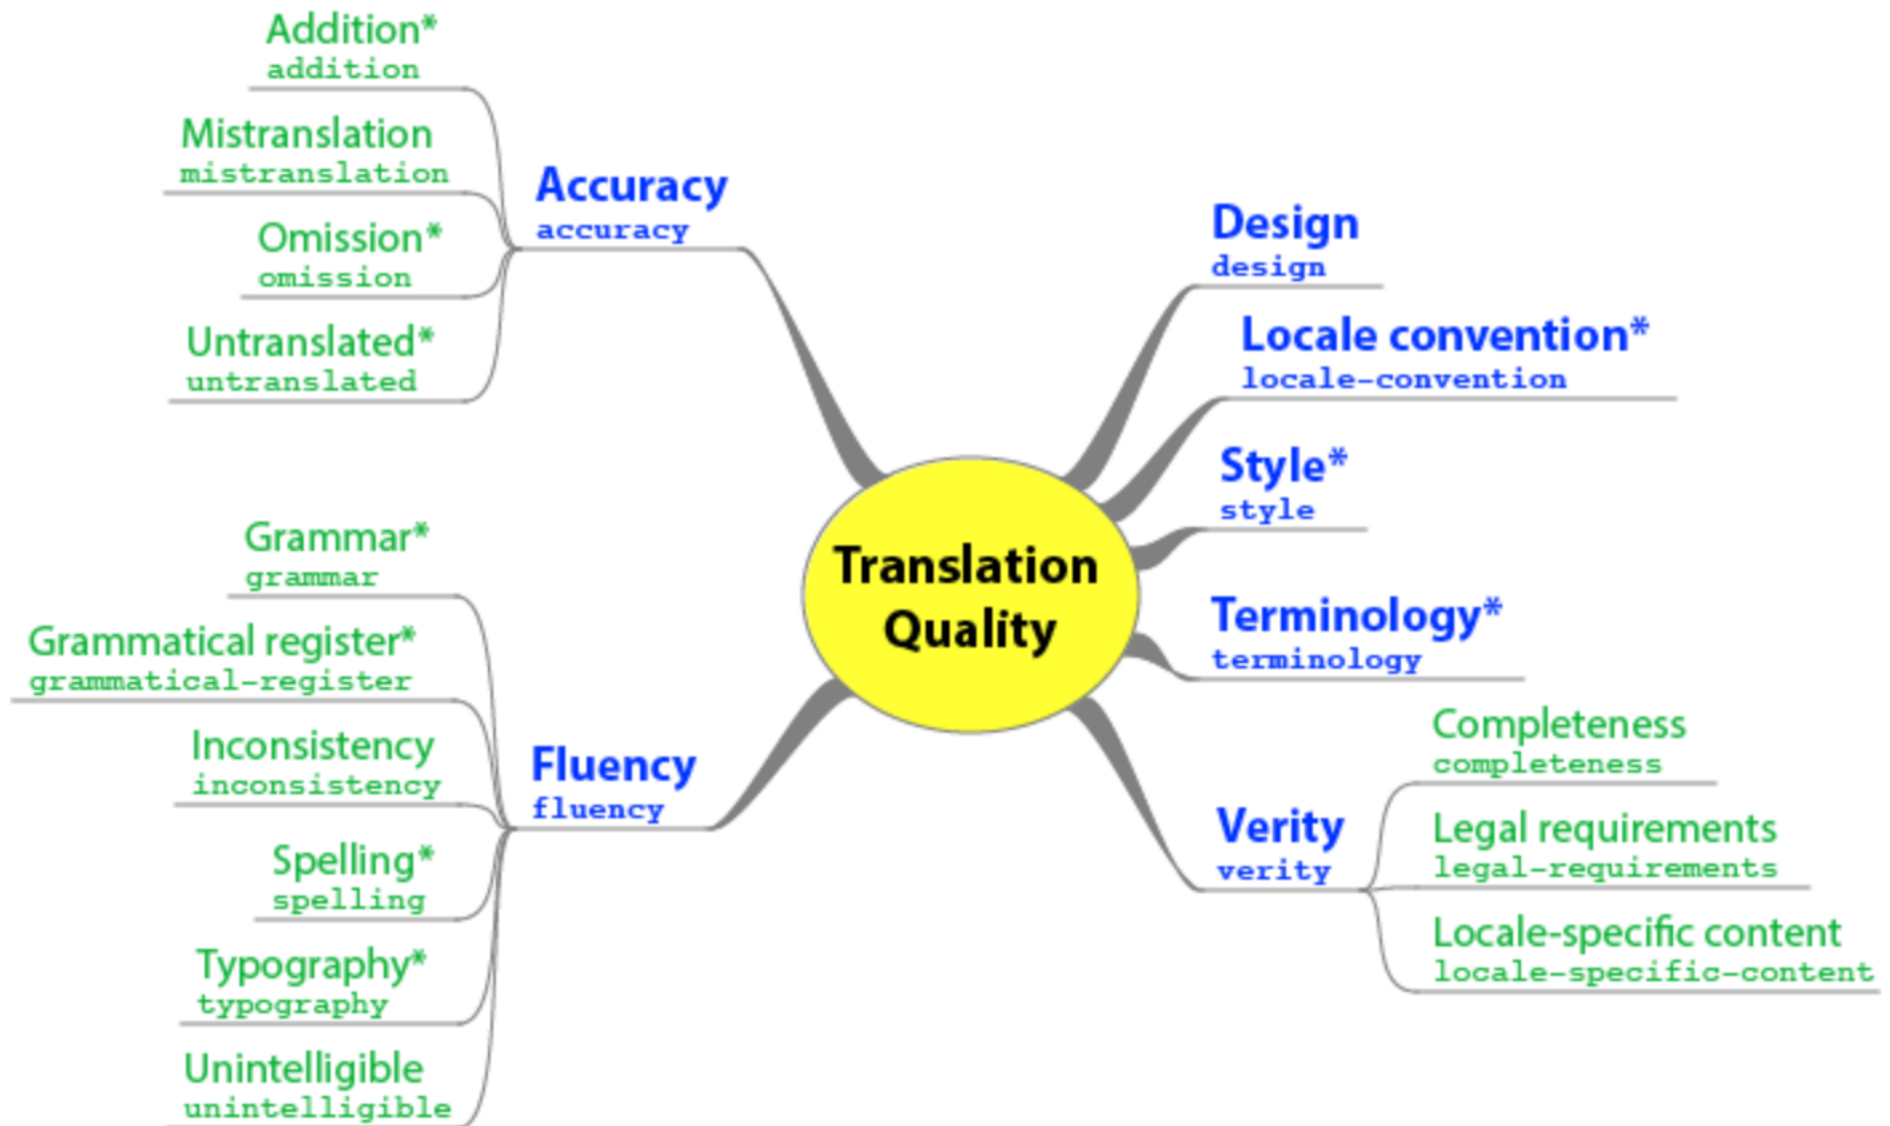 Addition*
addition
Mistranslation
mistranslation
Omission*
omission
Untranslated*
untranslated
Accuracy
accuracy
Grammar*
grammar
Grammatical register*
grammatical-register
Inconsistency
inconsistency
Spelling*
spelling
Typography*
typography
Unintelligible
unintelligible
Fluency
fluency
Translation
Quality
Design
design
Locale convention*
locale-convention
Style*
style
Terminology*
terminology
Verity
verity
Completeness
completeness
Legal requirements
legal-requirements
Locale-specific content
locale-specific-content